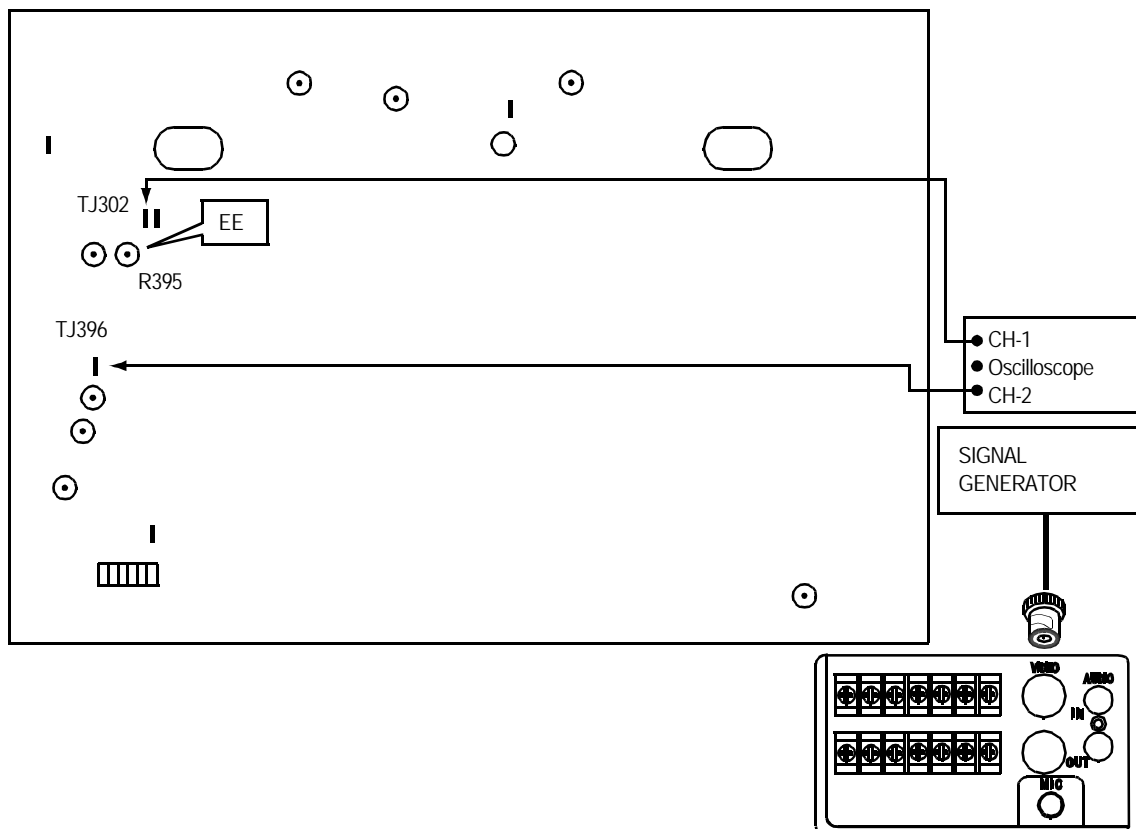 TJ302
EE
R395
TJ396
CH-1
Oscilloscope
CH-2
SIGNAL
GENERATOR
VIDEO
AUDIO
IN
OUT
MIC